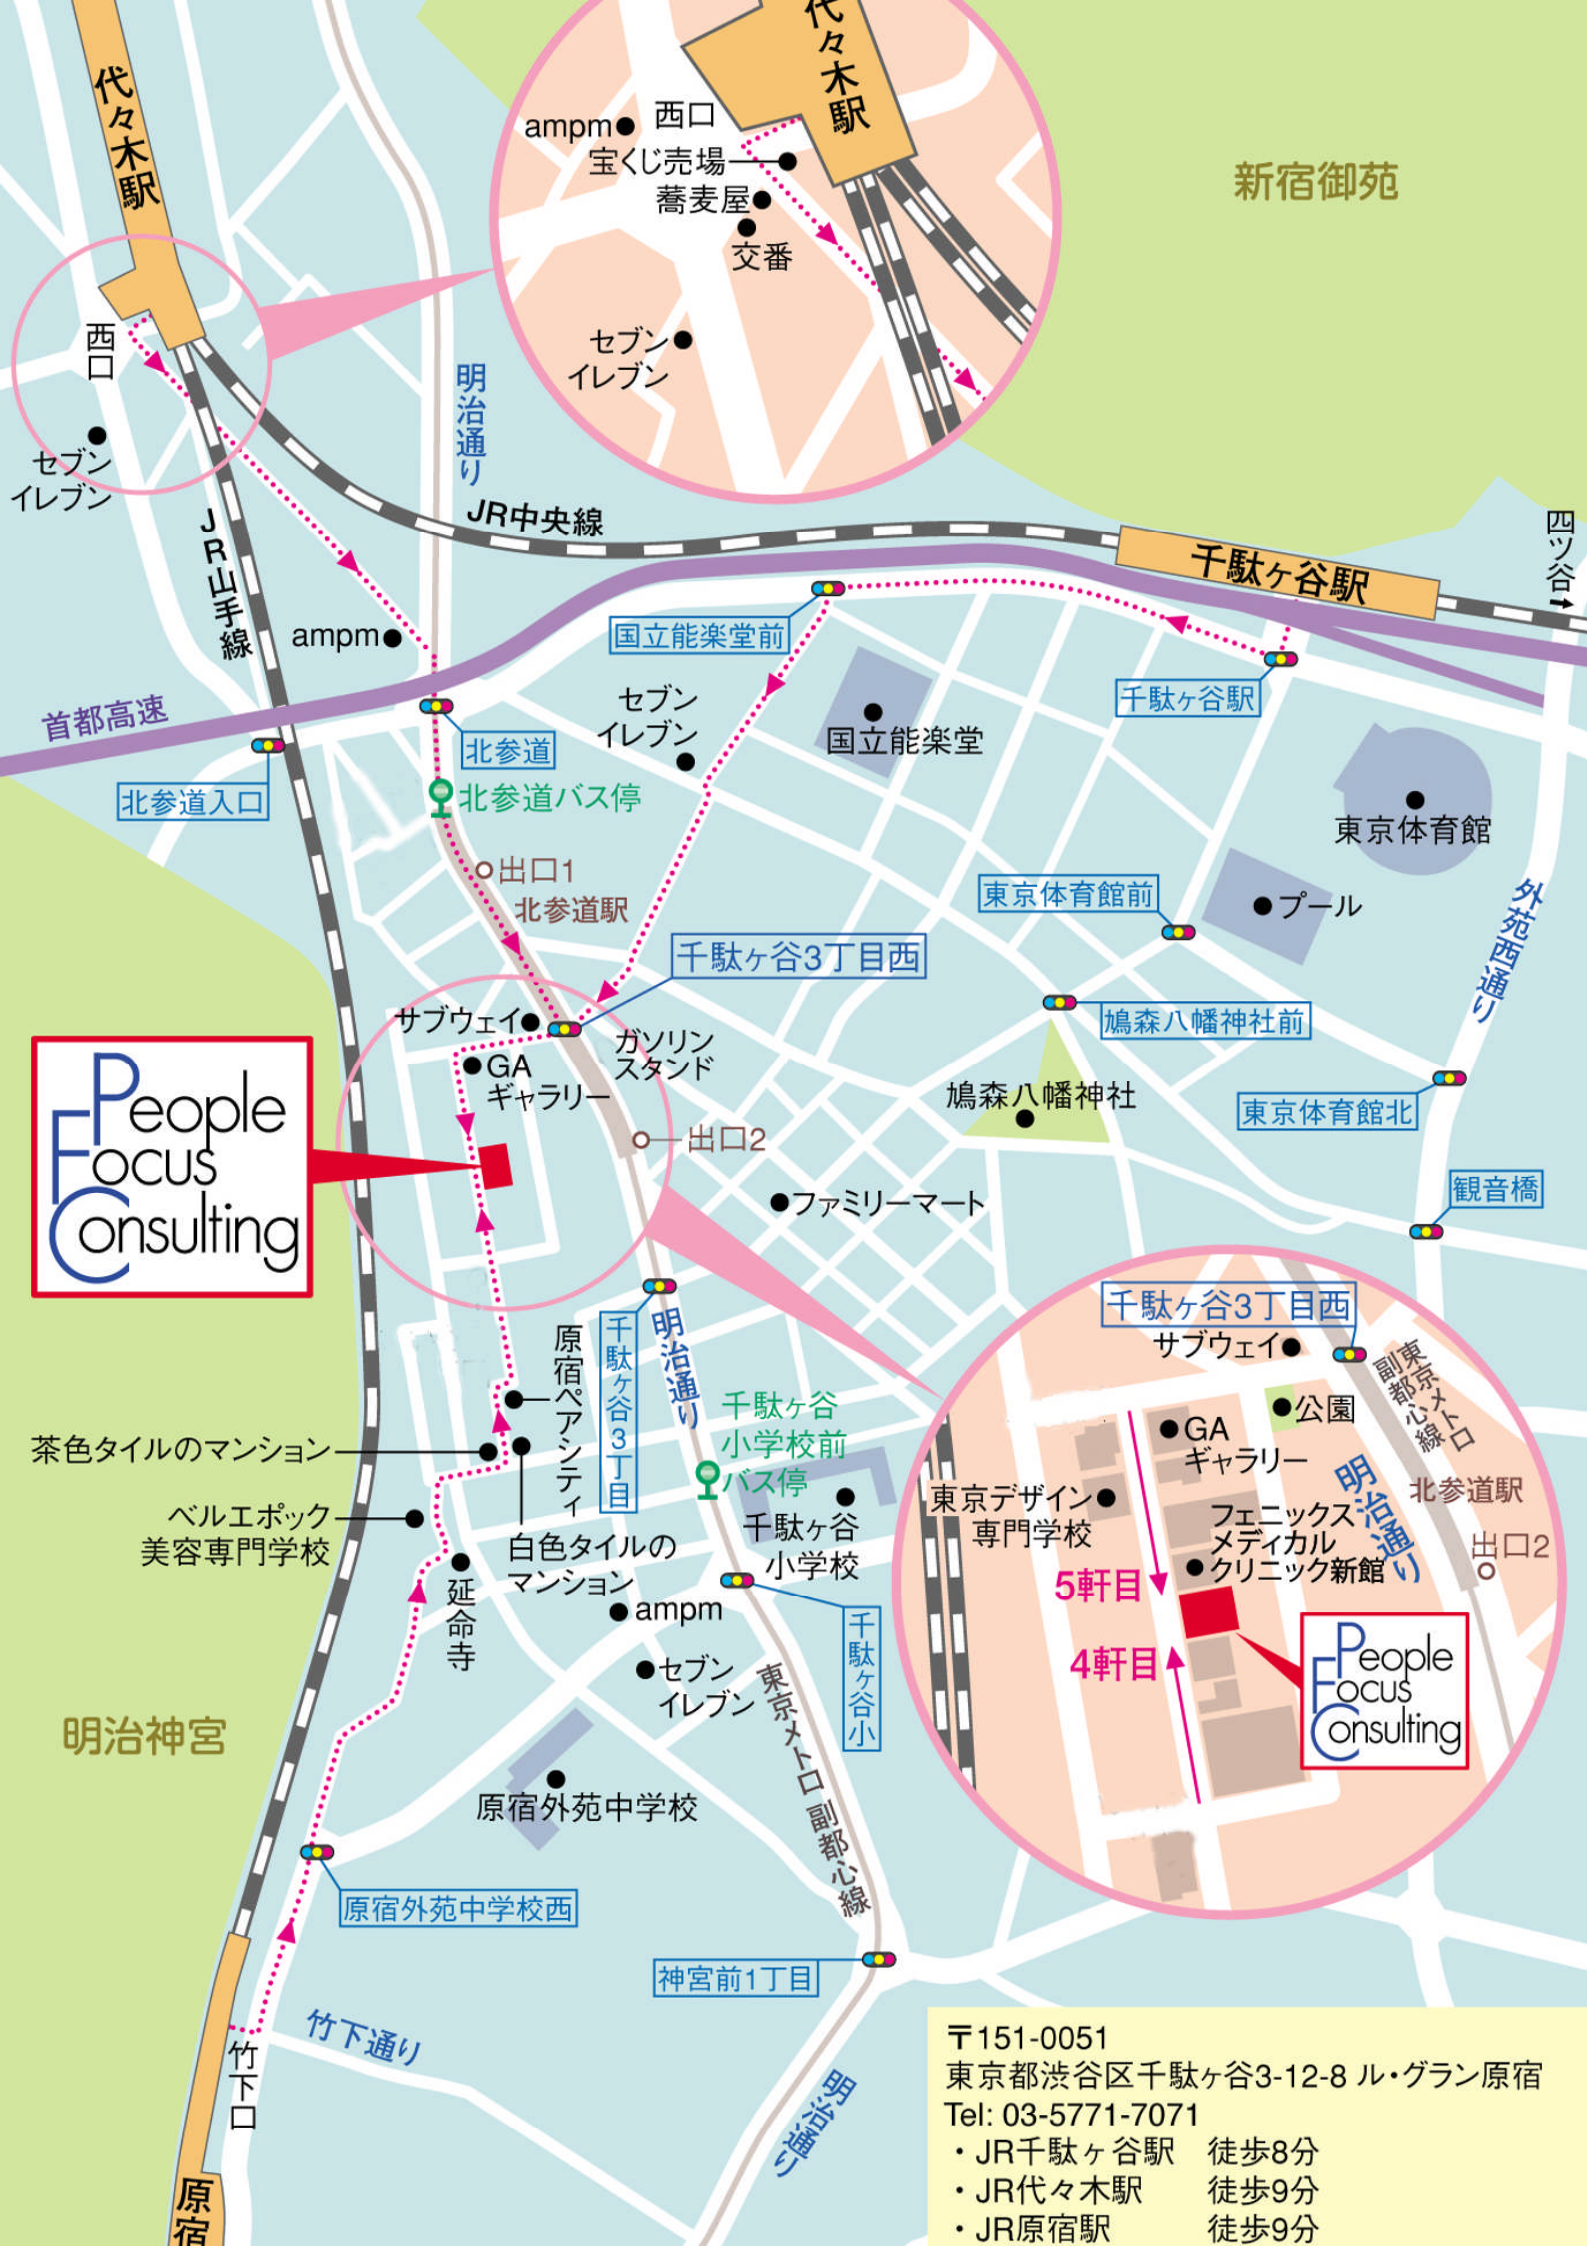 代々木駅
代々木駅
西口
ampm
宝くじ売場
蕎麦屋
交番
セブン
イレブン
新宿御苑
西口
セブン
イレブン
明治通り
JR中央線
JR山手線
千駄ヶ谷駅
四ツ谷→
ampm
国立能楽堂前
千駄ヶ谷駅
首都高速
セブン
イレブン
国立能楽堂
北参道
北参道入口
北参道バス停
東京体育館
出口1
北参道駅
東京体育館前
プール
外苑西通り
千駄ヶ谷3丁目西
サブウェイ
ガソリン
スタンド
鳩森八幡神社前
GA
ギャラリー
鳩森八幡神社
東京体育館北
People
Focus
Consulting
出口2
ファミリーマート
観音橋
千駄ヶ谷3丁目
明治通り
原宿ペアシティ
千駄ヶ谷
小学校前
バス停
茶色タイルのマンション
ベルエポック
美容専門学校
白色タイルの
マンション
千駄ヶ谷
小学校
延命寺
ampm
セブン
イレブン
千駄ヶ谷小
東京メトロ 副都心線
明治神宮
原宿外苑中学校
原宿外苑中学校西
神宮前1丁目
竹下通り
竹下口
明治通り
原宿
千駄ヶ谷3丁目西
サブウェイ
東京メトロ
副都心線
公園
GA
ギャラリー
明治通り
北参道駅
東京デザイン
専門学校
フェニックス
メディカル
クリニック新館
出口2
5軒目
4軒目
People
Focus
Consulting
〒151-0051
東京都渋谷区千駄ヶ谷3-12-8 ル・グラン原宿
Tel: 03-5771-7071
・JR千駄ヶ谷駅　徒歩8分
・JR代々木駅　徒歩9分
・JR原宿駅　徒歩9分